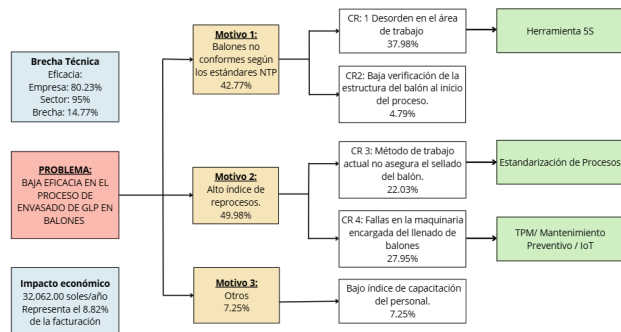 Brecha Técnica
Eficacia:
Empresa: 80.23%
Sector: 95%
Brecha: 14.77%
PROBLEMA:
BAJA EFICACIA EN EL
PROCESO DE
ENVASADO DE GLP EN
BALONES
Impacto económico
32,062.00 soles/año
Representa el 8.82%
de la facturación
Motivo 1:
Balones no
conformes según
los estándares NTP
42.77%
Motivo 2:
Alto índice de
reprocesos.
49.98%
Motivo 3:
Otros
7.25%
CR: 1 Desorden en el área
de trabajo
37.98%
CR2: Baja verificación de la
estructura del balón al inicio
del proceso.
4.79%
CR 3: Método de trabajo
actual no asegura el sellado
del balón.
22.03%
CR 4: Fallas en la maquinaria
encargada del llenado de
balones
27.95%
Bajo índice de capacitación
del personal.
7.25%
Herramienta 5S
Estandarización de Procesos
TPM/ Mantenimiento
Preventivo / IoT